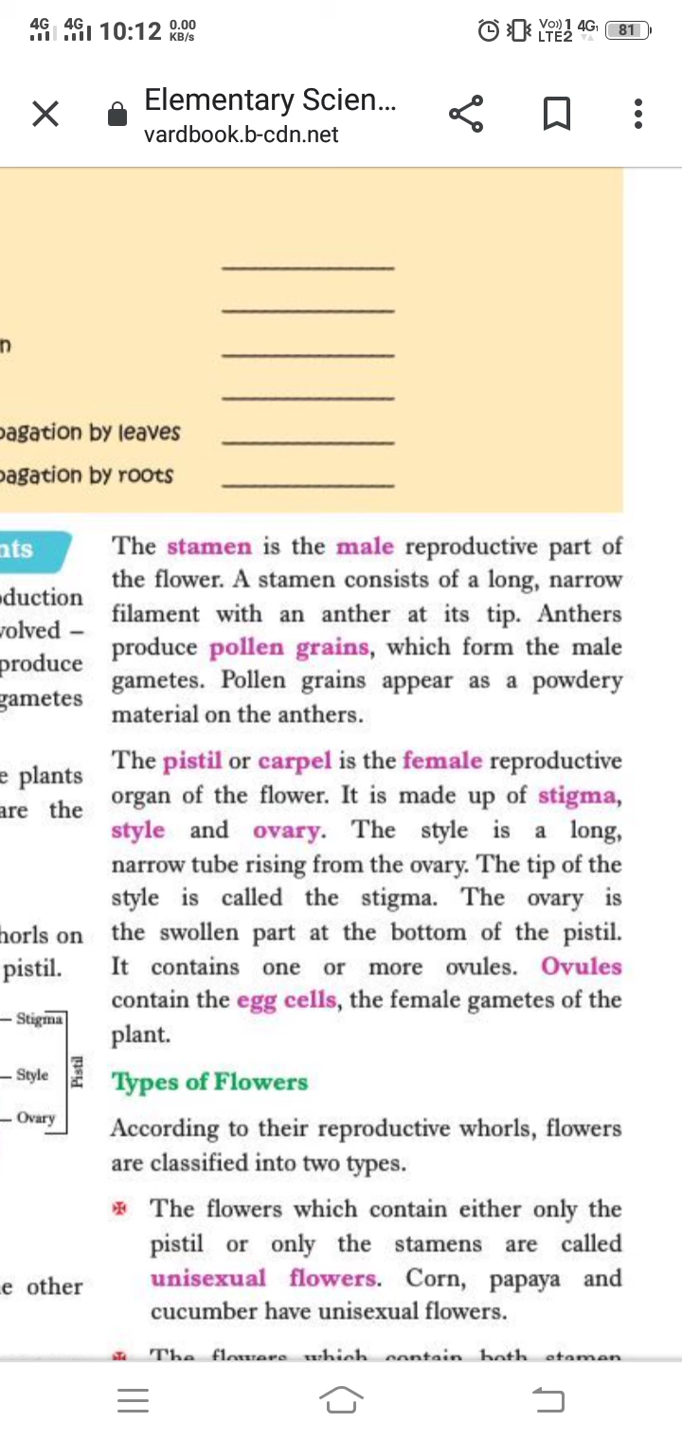 4G 4G 10:12 0.00 KB/s Vo)) 1 LTE2 4G 81
Elementary Scien...
vardbook.b-cdn.net
n
pagation by leaves
pagation by roots
nts
oduction
volved –
produce
gametes
e plants
are the
horls on
pistil.
Stigma
Style
Ovary
Pistil
e other
The stamen is the male reproductive part of
the flower. A stamen consists of a long, narrow
filament with an anther at its tip. Anthers
produce pollen grains, which form the male
gametes. Pollen grains appear as a powdery
material on the anthers.
The pistil or carpel is the female reproductive
organ of the flower. It is made up of stigma,
style and ovary. The style is a long,
narrow tube rising from the ovary. The tip of the
style is called the stigma. The ovary is
the swollen part at the bottom of the pistil.
It contains one or more ovules. Ovules
contain the egg cells, the female gametes of the
plant.
Types of Flowers
According to their reproductive whorls, flowers
are classified into two types.
The flowers which contain either only the
pistil or only the stamens are called
unisexual flowers. Corn, papaya and
cucumber have unisexual flowers.
The flowers which contain both stamen